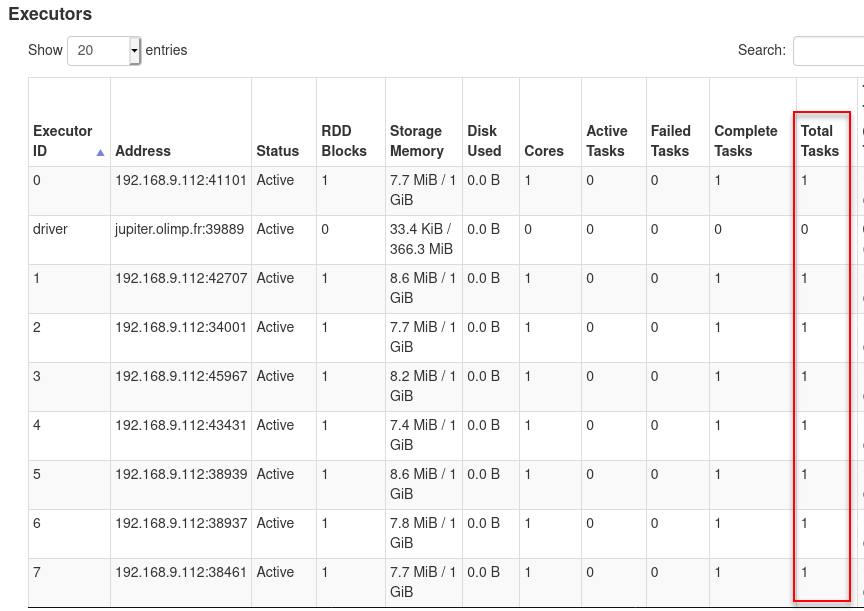 Executors
Show 20 entries Search:
Executor ID Address Status RDD Blocks Storage Memory Disk Used Cores Active Tasks Failed Tasks Complete Tasks Total Tasks
0 192.168.9.112:41101 Active 1 7.7 MiB / 1 GiB 0.0 B 1 0 0 1 1
driver jupiter.olimp.fr:39889 Active 0 33.4 KiB / 366.3 MiB 0.0 B 0 0 0 0 0
1 192.168.9.112:42707 Active 1 8.6 MiB / 1 GiB 0.0 B 1 0 0 1 1
2 192.168.9.112:34001 Active 1 7.7 MiB / 1 GiB 0.0 B 1 0 0 1 1
3 192.168.9.112:45967 Active 1 8.2 MiB / 1 GiB 0.0 B 1 0 0 1 1
4 192.168.9.112:43431 Active 1 7.4 MiB / 1 GiB 0.0 B 1 0 0 1 1
5 192.168.9.112:38939 Active 1 8.6 MiB / 1 GiB 0.0 B 1 0 0 1 1
6 192.168.9.112:38937 Active 1 7.8 MiB / 1 GiB 0.0 B 1 0 0 1 1
7 192.168.9.112:38461 Active 1 7.7 MiB / 1 GiB 0.0 B 1 0 0 1 1